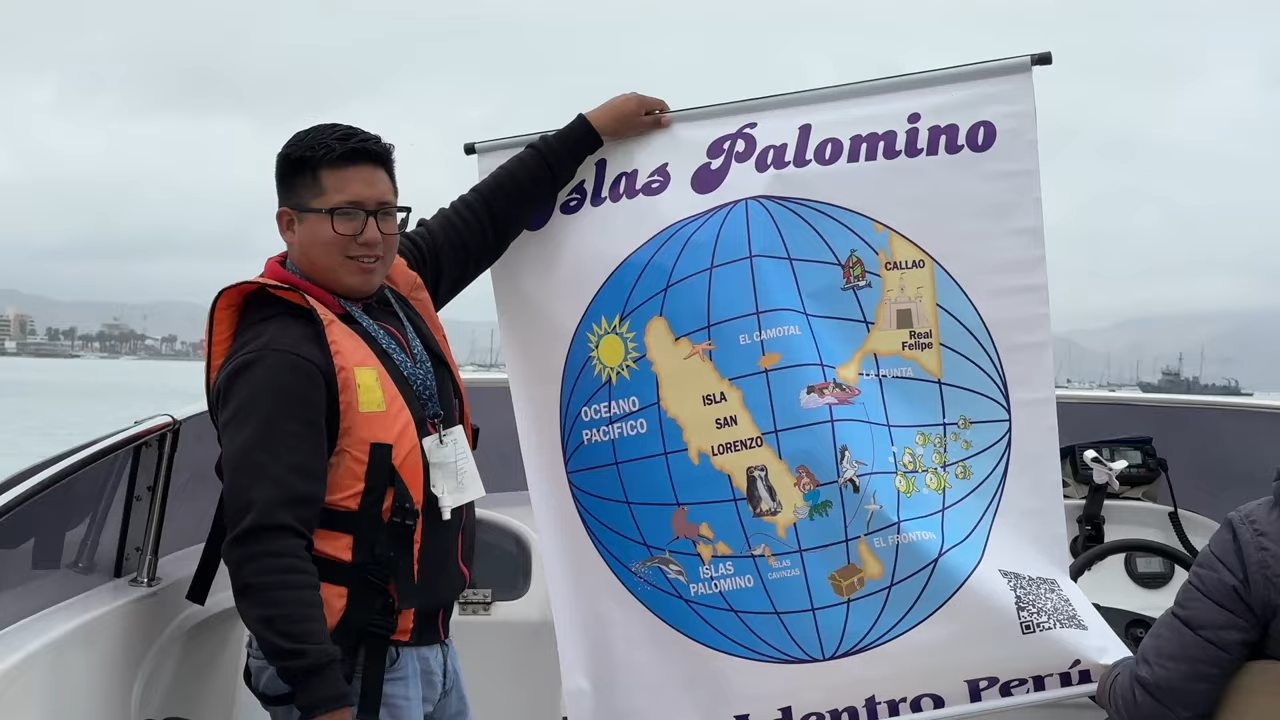 Islas Palomino
CALLAO
Real
Felipe
EL CAMOTAL
LA PUNTA
OCEANO
PACIFICO
ISLA
SAN
LORENZO
EL FRONTON
ISLAS
PALOMINO
ISLAS
CAVINZAS
dentro Perú